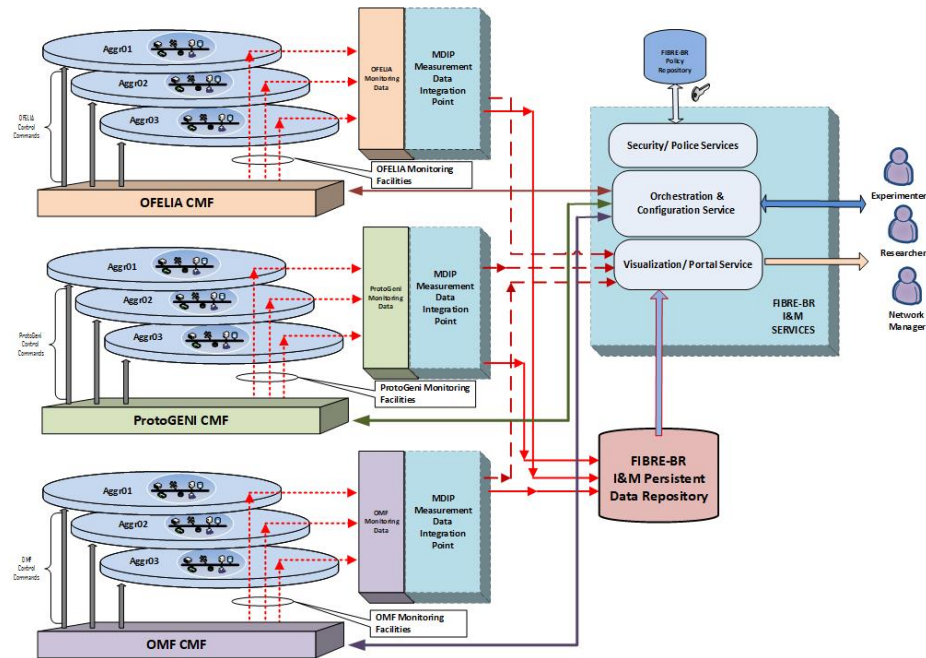 Aggr01
Aggr02
Aggr03
OFELIA
Control
Commands
OFELIA CMF
OFELIA Monitoring
Facilities
OFELIA
Monitoring
Data
MDIP
Measurement
Data
Integration
Point
Aggr01
Aggr02
Aggr03
ProtoGeni
Control
Commands
ProtoGENI CMF
ProtoGeni Monitoring
Facilities
ProtoGeni
Monitoring
Data
MDIP
Measurement
Data
Integration
Point
Aggr01
Aggr02
Aggr03
OMF
Control
Commands
OMF CMF
OMF Monitoring
Facilities
OMF
Monitoring
Data
MDIP
Measurement
Data
Integration
Point
FIBRE-BR
Policy
Repository
Security/ Police Services
Orchestration &
Configuration Service
Visualization/ Portal Service
FIBRE-BR
I&M
SERVICES
Experimenter
Researcher
Network
Manager
FIBRE-BR
I&M Persistent
Data Repository